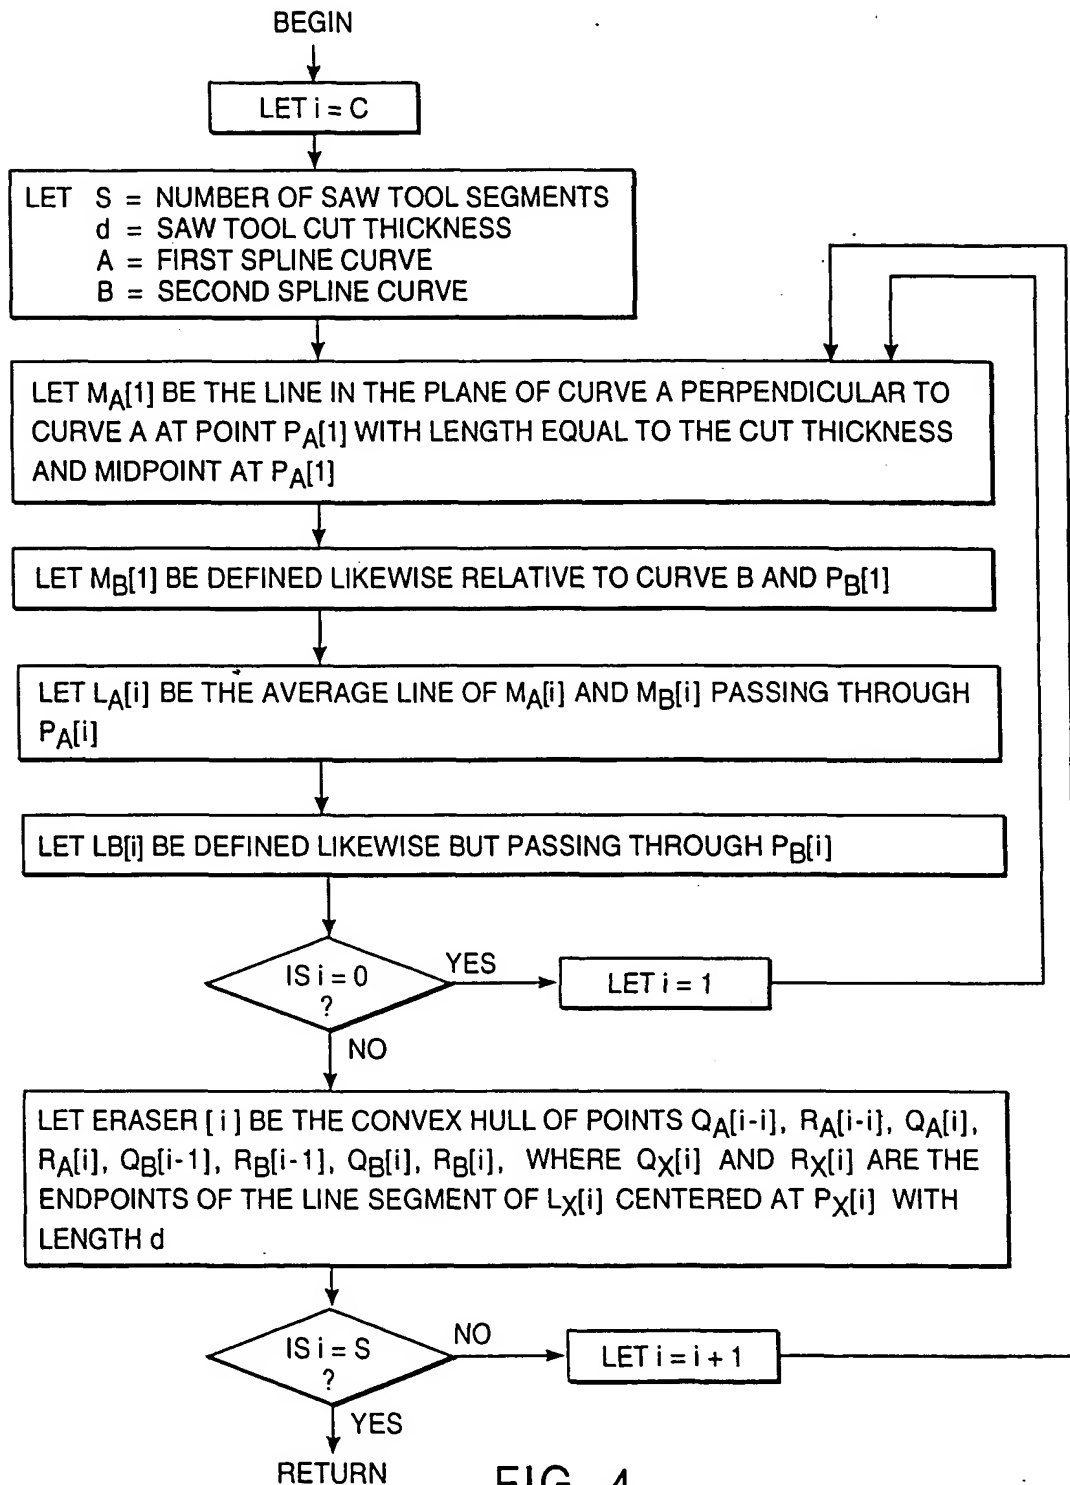 BEGIN
LET i = C
LET S = NUMBER OF SAW TOOL SEGMENTS
d = SAW TOOL CUT THICKNESS
A = FIRST SPLINE CURVE
B = SECOND SPLINE CURVE
LET MA[1] BE THE LINE IN THE PLANE OF CURVE A PERPENDICULAR TO
CURVE A AT POINT PA[1] WITH LENGTH EQUAL TO THE CUT THICKNESS
AND MIDPOINT AT PA[1]
LET MB[1] BE DEFINED LIKEWISE RELATIVE TO CURVE B AND PB[1]
LET LA[i] BE THE AVERAGE LINE OF MA[i] AND MB[i] PASSING THROUGH
PA[i]
LET LB[i] BE DEFINED LIKEWISE BUT PASSING THROUGH PB[i]
IS i = 0
?
YES
LET i = 1
NO
LET ERASER [ i ] BE THE CONVEX HULL OF POINTS QA[i-i], RA[i-i], QA[i],
RA[i], QB[i-1], RB[i-1], QB[i], RB[i], WHERE QX[i] AND RX[i] ARE THE
ENDPOINTS OF THE LINE SEGMENT OF LX[i] CENTERED AT PX[i] WITH
LENGTH d
IS i = S
?
NO
LET i = i + 1
YES
RETURN
FIG. 4